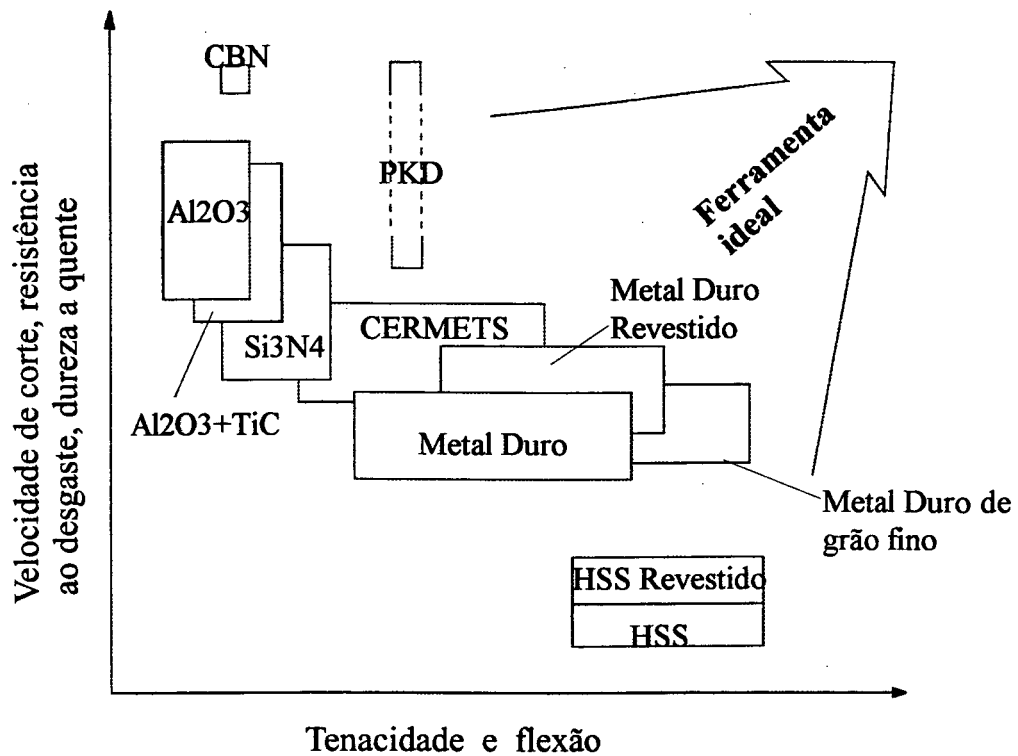 CBN
PKD
Ferramenta
ideal
Al2O3
Metal Duro
Revestido
CERMETS
Si3N4
Al2O3+TiC
Metal Duro
Metal Duro de
grão fino
HSS Revestido
HSS
Velocidade de corte, resistência
ao desgaste, dureza a quente
Tenacidade e flexão